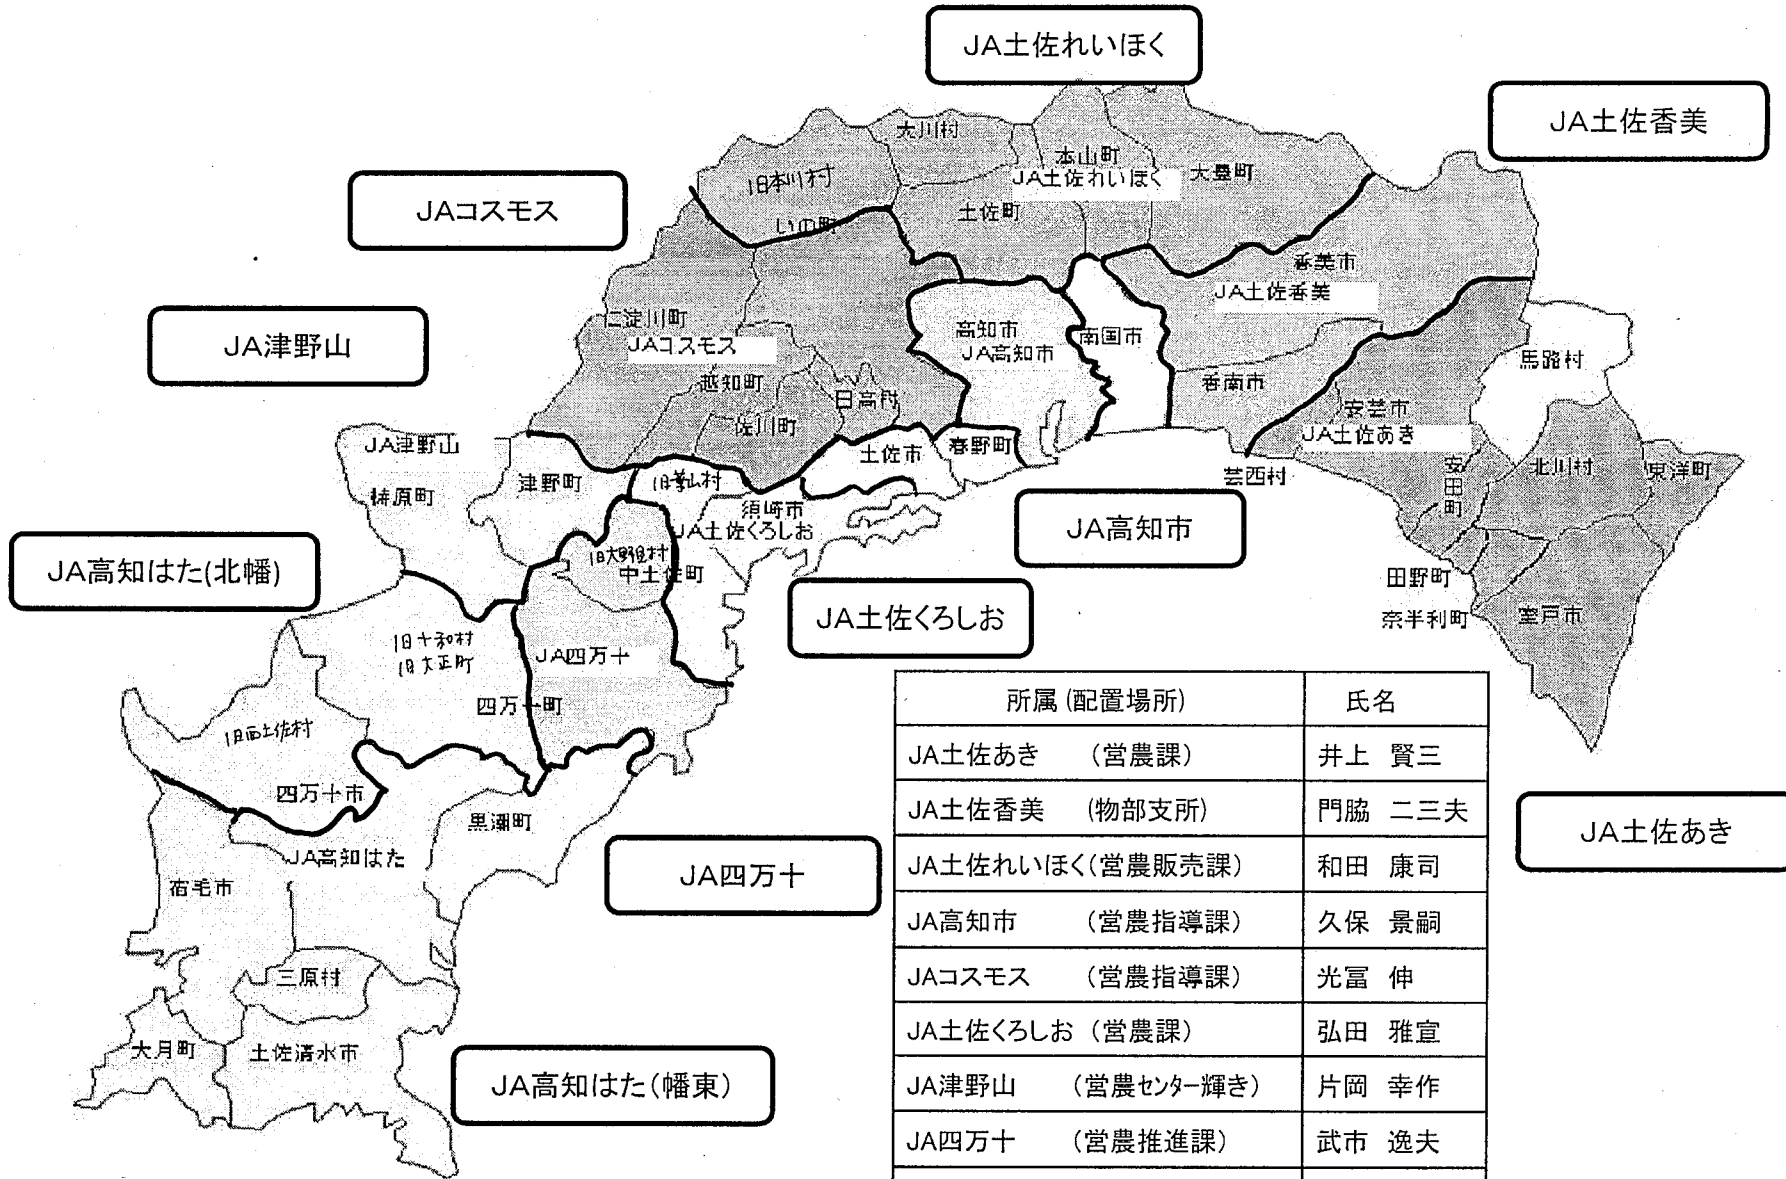 JA土佐れいほく
JA土佐香美
JAコスモス
JA津野山
JA高知はた(北幡)
大川村
本山町
JA土佐れいほく
大豊町
旧本川村
いの町
土佐町
香美市
JA土佐香美
仁淀川町
JAコスモス
高知市
JA高知市
南国市
馬路村
越知町
日高村
佐川町
香南市
安芸市
JA土佐あき
JA津野山
梼原町
津野町
旧葉山村
土佐市
春野町
芸西村
安田町
北川村
東洋町
須崎市
JA土佐くろしお
JA高知市
旧大野見村
中土佐町
田野町
奈半利町
室戸市
JA土佐くろしお
旧十和村
旧大正町
JA四万十
四万十町
旧西土佐村
四万十市
黒潮町
JA高知はた
宿毛市
JA四万十
JA土佐あき
三原村
大月町
土佐清水市
JA高知はた(幡東)
所属(配置場所) 氏名
JA土佐あき (営農課) 井上 賢三
JA土佐香美 (物部支所) 門脇 二三夫
JA土佐れいほく(営農販売課) 和田 康司
JA高知市 (営農指導課) 久保 景嗣
JAコスモス (営農指導課) 光冨 伸
JA土佐くろしお (営農課) 弘田 雅宣
JA津野山 (営農センター輝き) 片岡 幸作
JA四万十 (営農推進課) 武市 逸夫